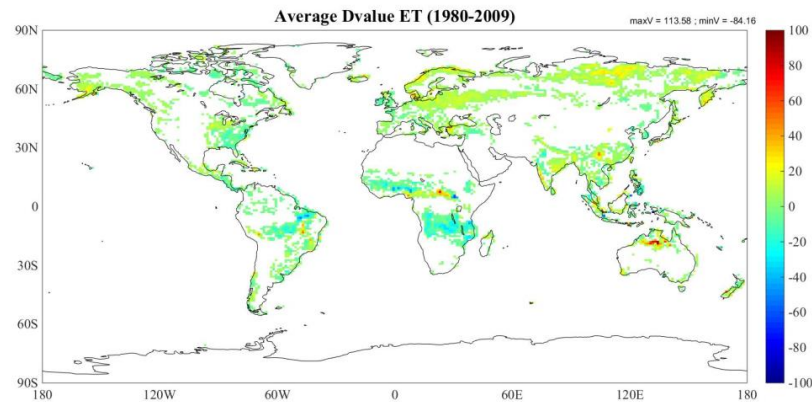 Average Dvalue ET (1980-2009)
maxV = 113.58 ; minV = -84.16
90N
60N
30N
0
30S
60S
90S
180
120W
60W
0
60E
120E
180
100
80
60
40
20
0
-20
-40
-60
-80
-100